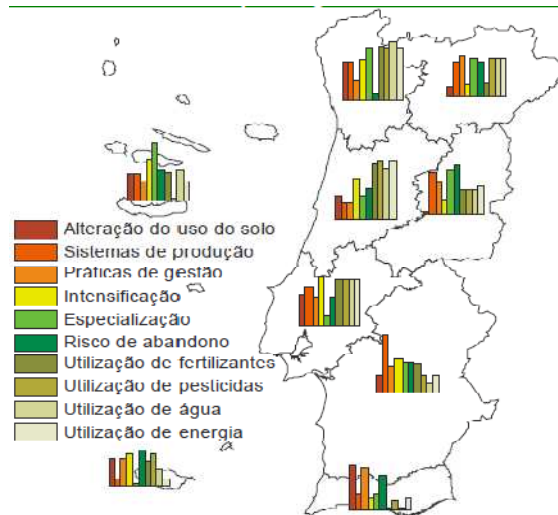 Alteração do uso do solo
Sistemas de produção
Práticas de gestão
Intensificação
Especialização
Risco de abandono
Utilização de fertilizantes
Utilização de pesticidas
Utilização de água
Utilização de energia